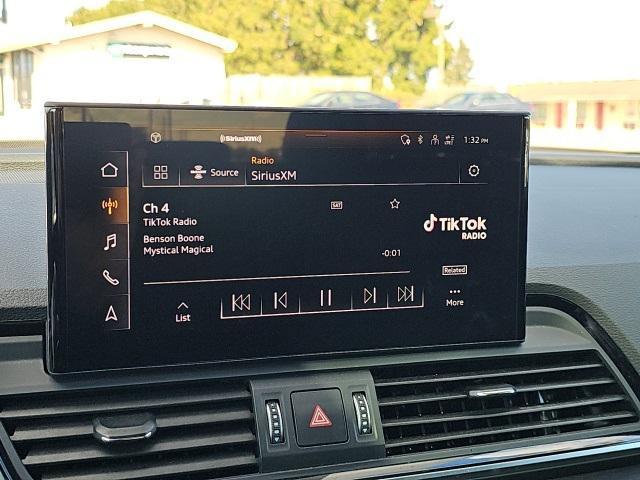 SiriusXM
1:32 PM
Radio
Source
SiriusXM
Ch 4
SAT
TikTok Radio
TikTok
RADIO
Benson Boone
Mystical Magical
-0:01
Related
List
More